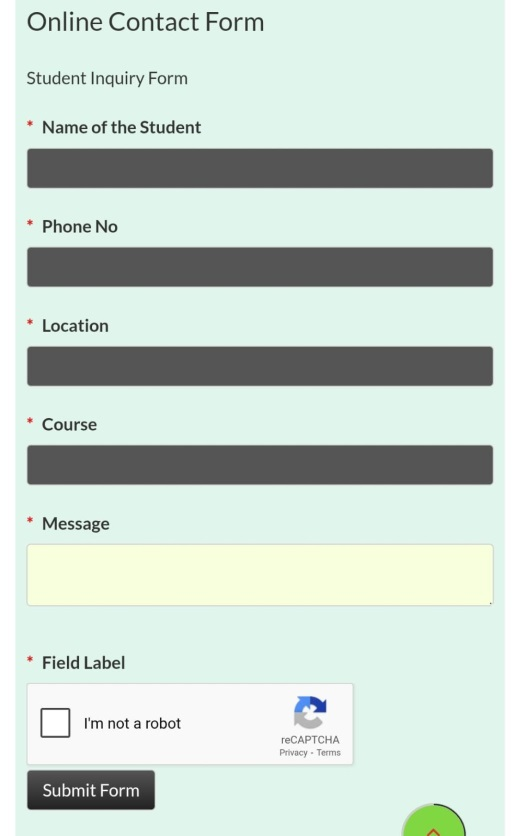 Online Contact Form
Student Inquiry Form
* Name of the Student
* Phone No
* Location
* Course
* Message
* Field Label
I'm not a robot
reCAPTCHA
Privacy - Terms
Submit Form